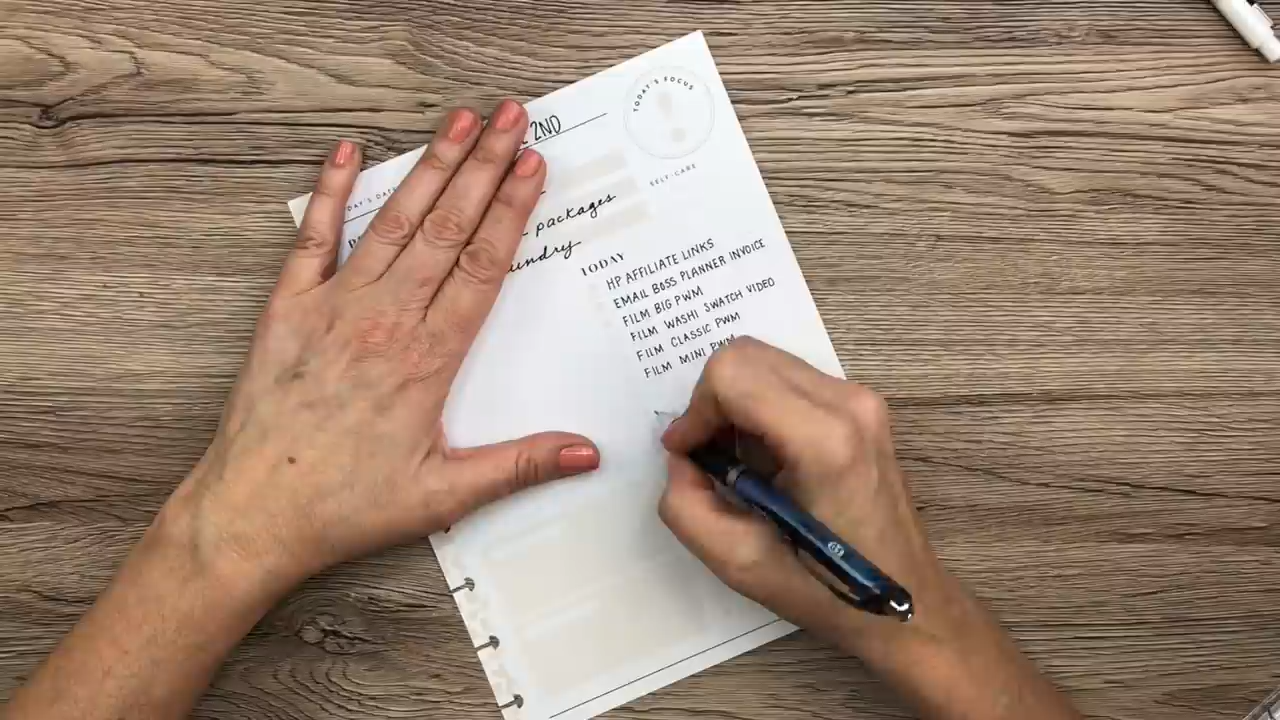 2ND
TODAY'S FOCUS
SELF-CARE
packages
TODAY
HP AFFILIATE LINKS
EMAIL BOSS PLANNER INVOICE
FILM BIG PWM
FILM WASHI SWATCH VIDEO
FILM CLASSIC PWM
FILM MINI PWM